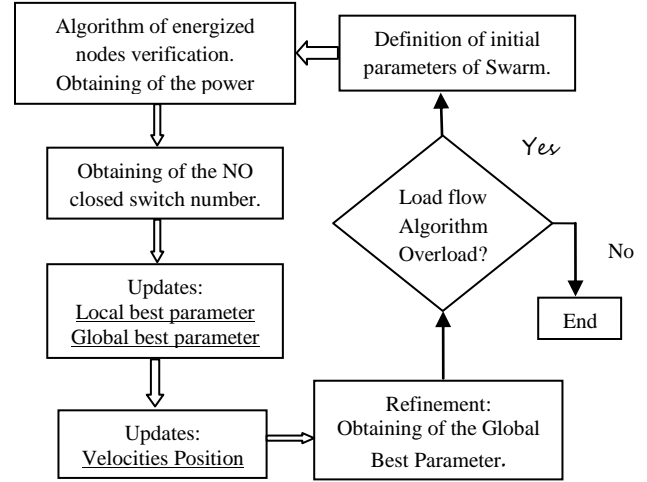 Algorithm of energized
nodes verification.
Obtaining of the power
Definition of initial
parameters of Swarm.
Yes
Obtaining of the NO
closed switch number.
Load flow
Algorithm
Overload?
No
Updates:
Local best parameter
Global best parameter
End
Updates:
Velocities Position
Refinement:
Obtaining of the Global
Best Parameter.